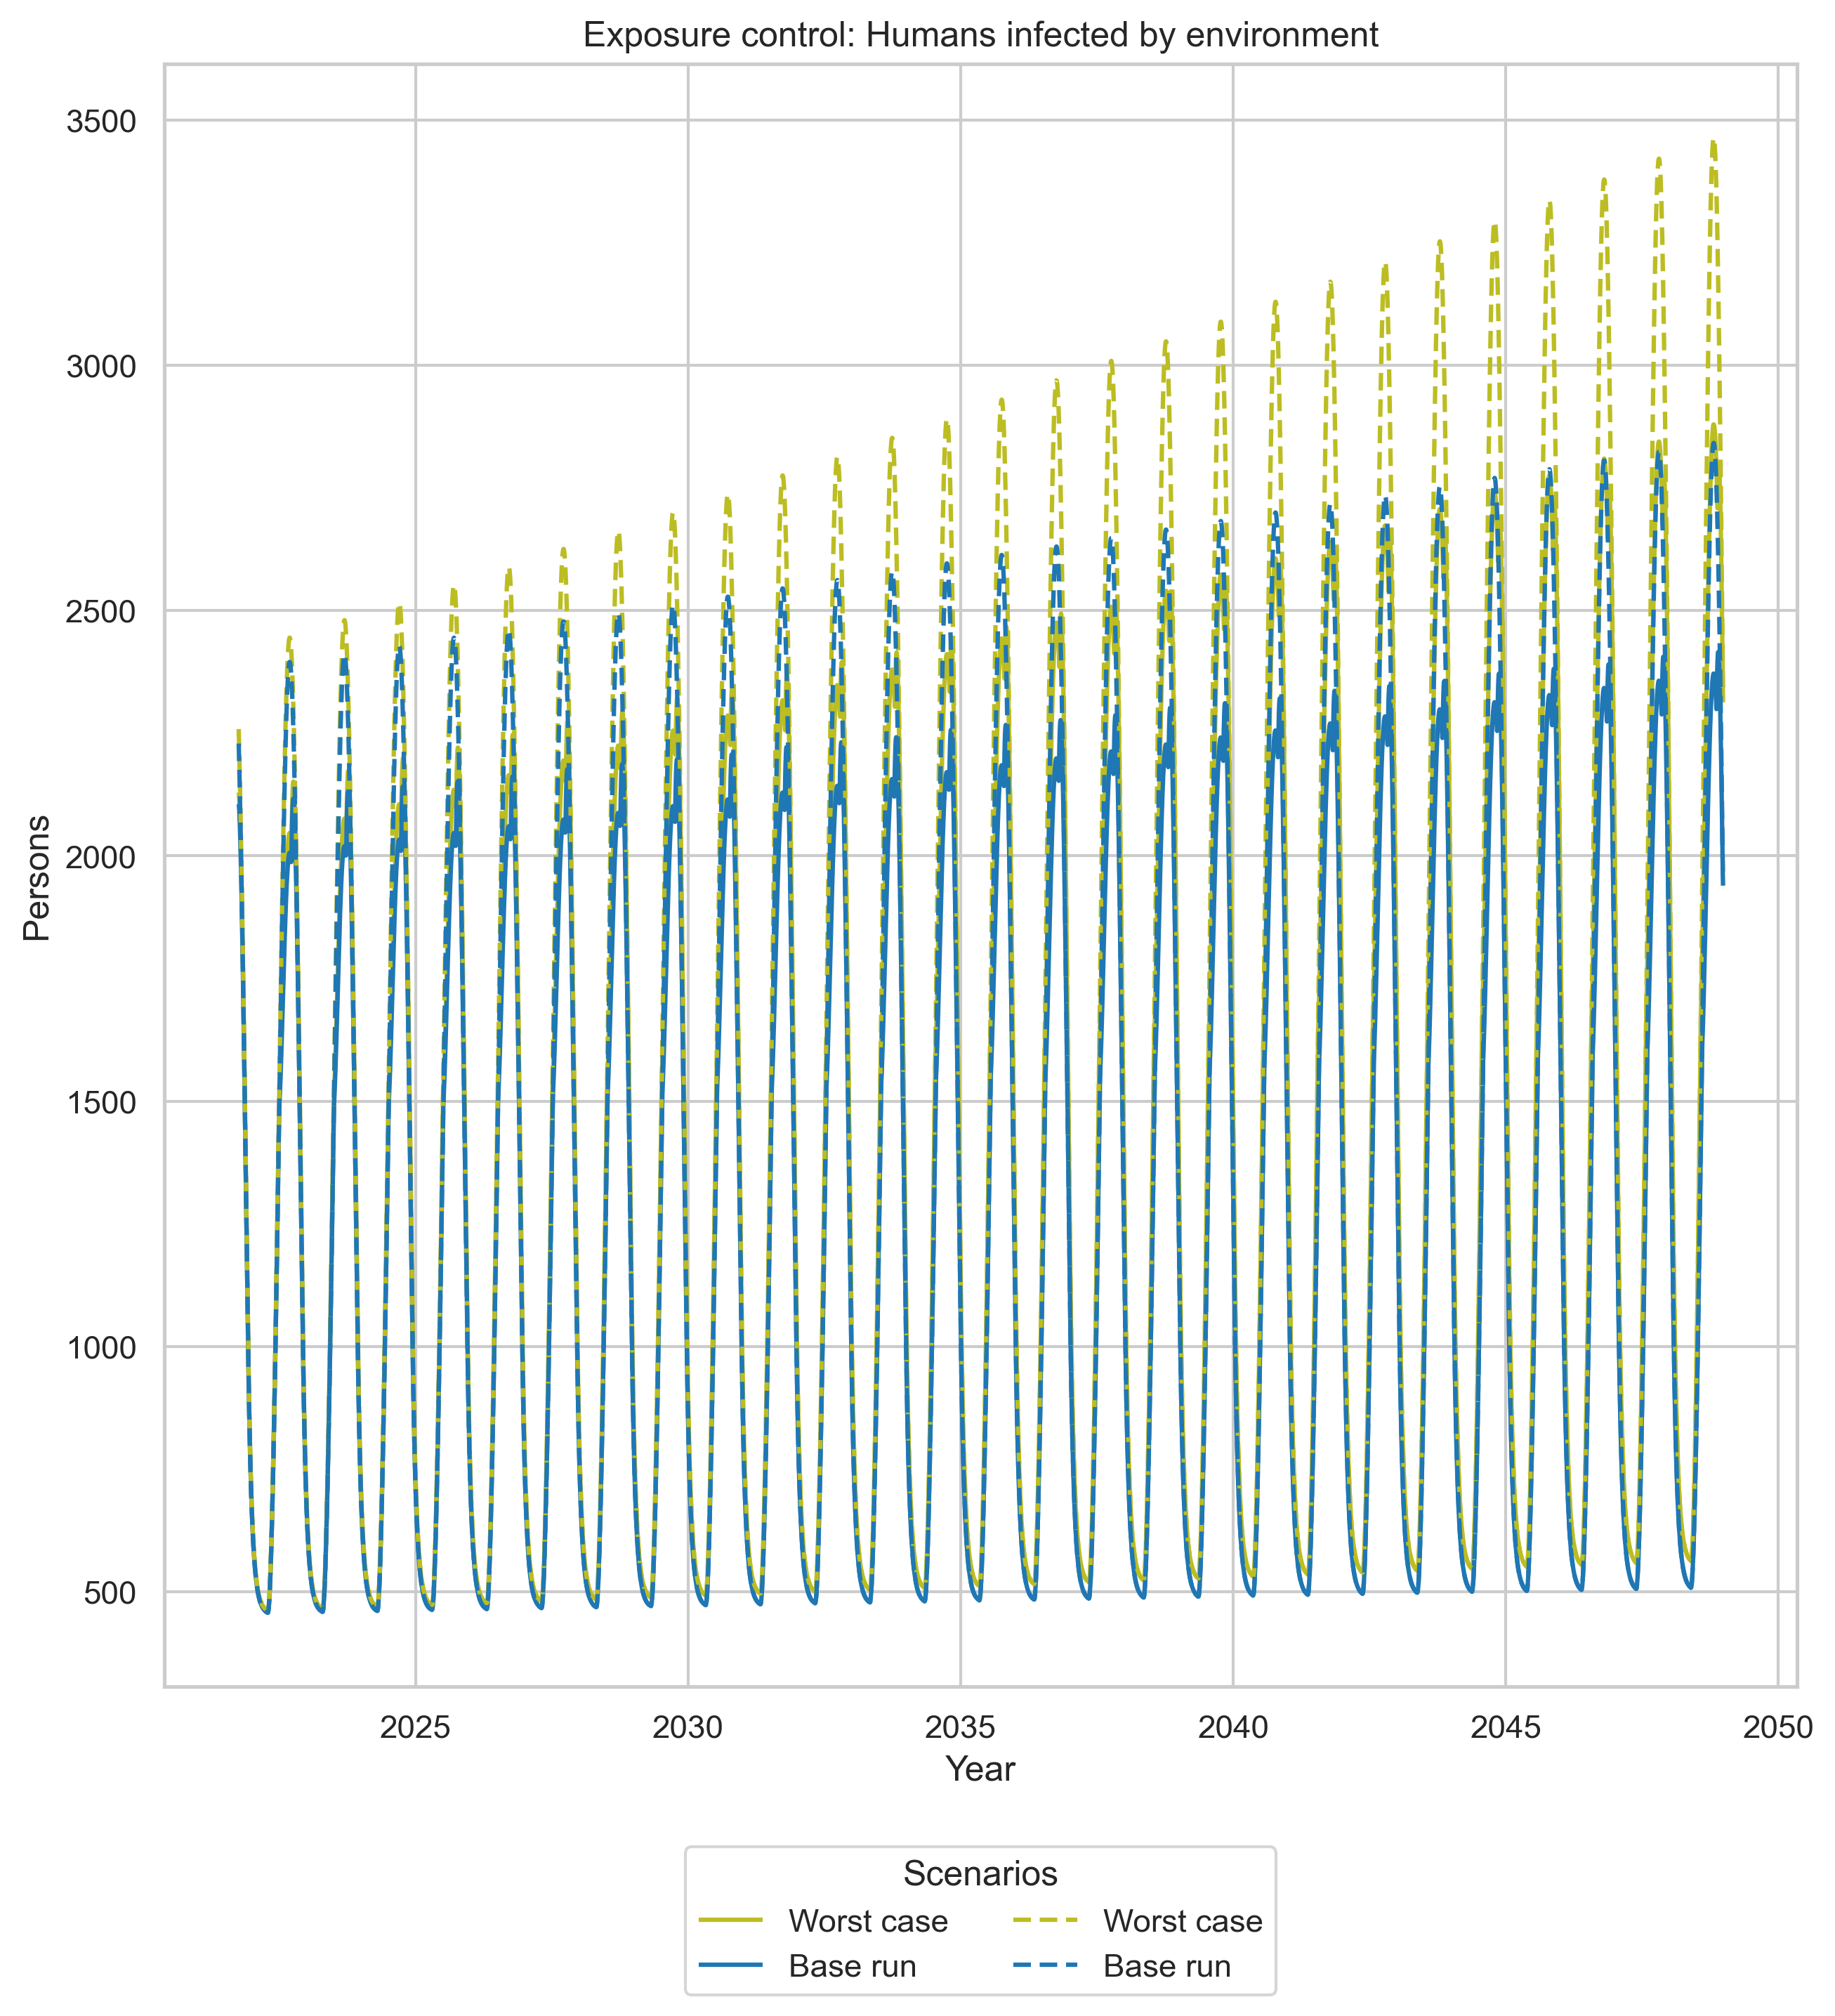 Exposure control: Humans infected by environment
3500
3000
2500
2000
1500
1000
500
Persons
2025 2030 2035 2040 2045 2050
Year
Scenarios
Worst case Worst case
Base run Base run